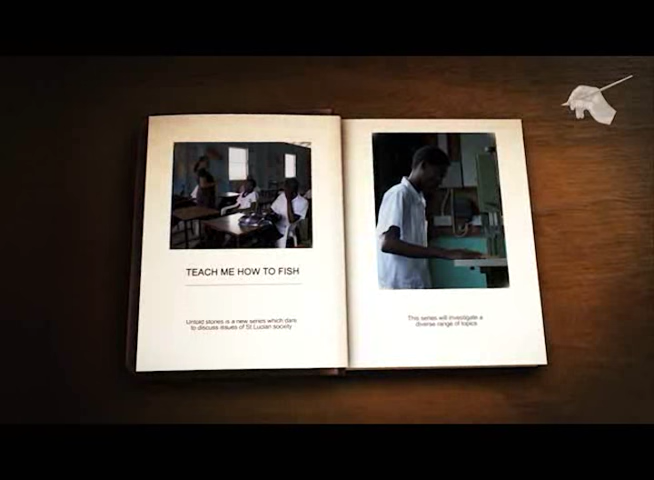 TEACH ME HOW TO FISH
Untold stories is a new series which dare
to discuss issues of St Lucian society
This series will investigate a
diverse range of topics